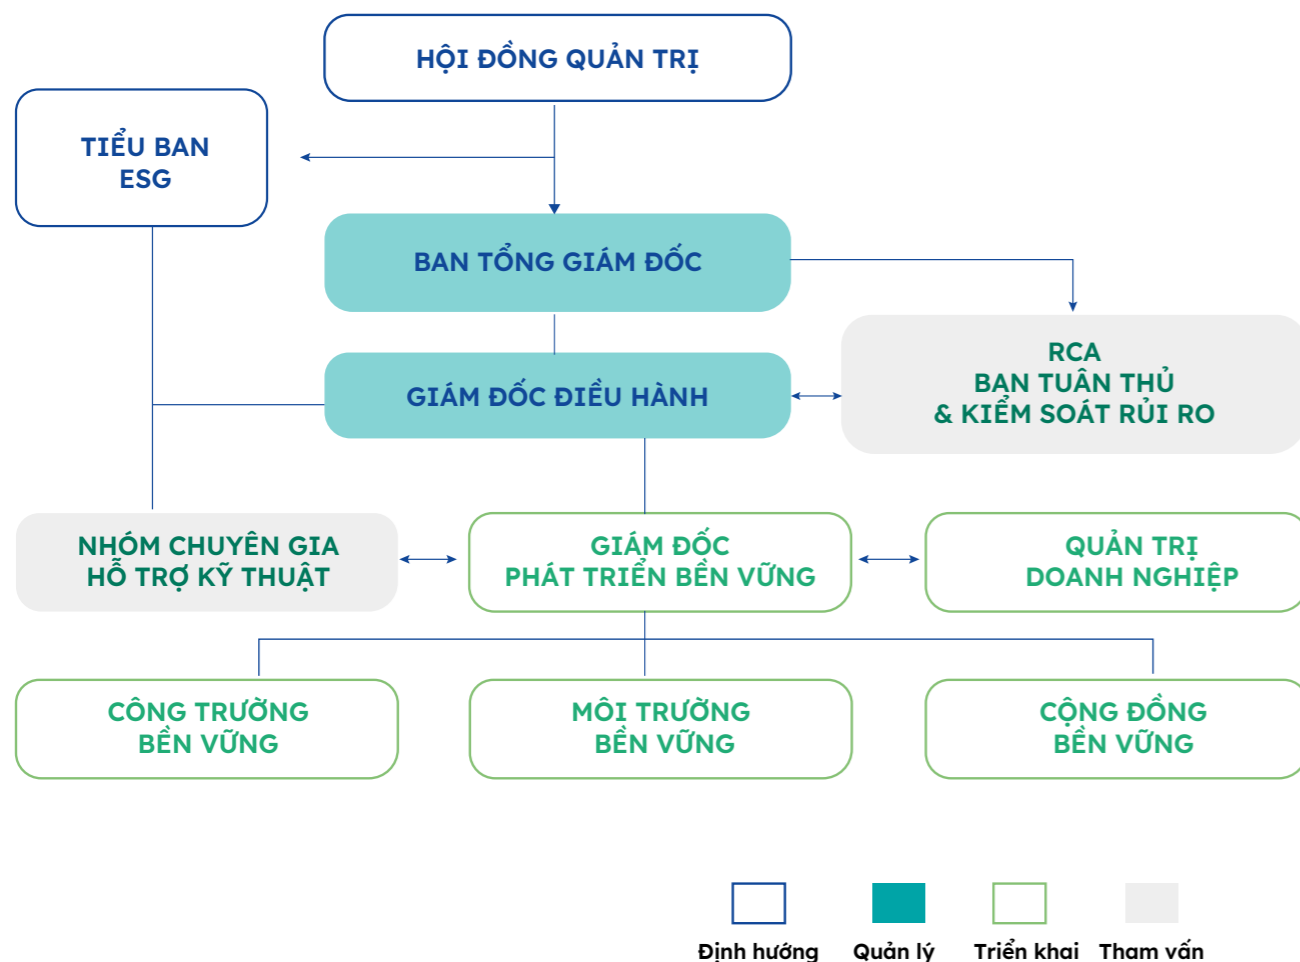 HỘI ĐỒNG QUẢN TRỊ
TIỂU BAN
ESG
BAN TỔNG GIÁM ĐỐC
GIÁM ĐỐC ĐIỀU HÀNH
RCA
BAN TUÂN THỦ
& KIỂM SOÁT RỦI RO
NHÓM CHUYÊN GIA
HỖ TRỢ KỸ THUẬT
GIÁM ĐỐC
PHÁT TRIỂN BỀN VỮNG
QUẢN TRỊ
DOANH NGHIỆP
CÔNG TRƯỜNG
BỀN VỮNG
MÔI TRƯỜNG
BỀN VỮNG
CỘNG ĐỒNG
BỀN VỮNG
Định hướng
Quản lý
Triển khai
Tham vấn